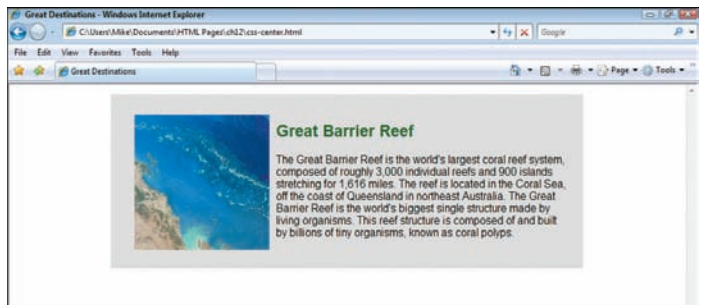 Great Destinations - Windows Internet Explorer
C:\Users\Mike\Documents\HTML Pages\ch12\css-center.html
Google
File Edit View Favorites Tools Help
Great Destinations
Page Tools
Great Barrier Reef
The Great Barrier Reef is the world's largest coral reef system,
composed of roughly 3,000 individual reefs and 900 islands
stretching for 1,616 miles. The reef is located in the Coral Sea,
off the coast of Queensland in northeast Australia. The Great
Barrier Reef is the world's biggest single structure made by
living organisms. This reef structure is composed of and built
by billions of tiny organisms, known as coral polyps.